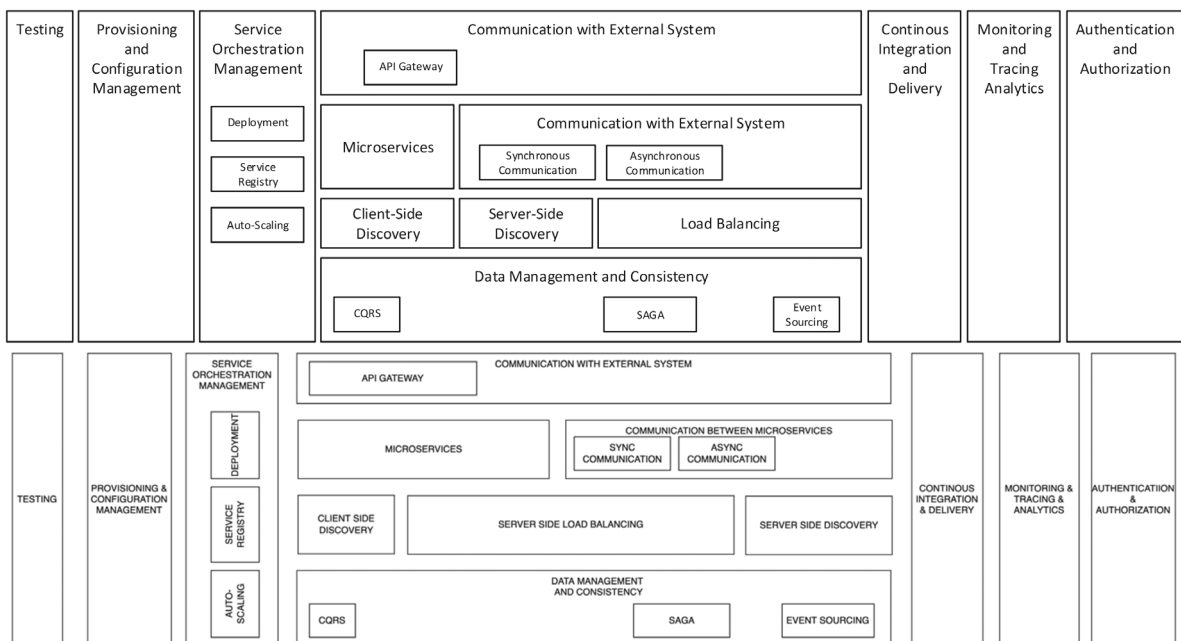 Testing
Provisioning
and
Configuration
Management
Service
Orchestration
Management
Deployment
Service
Registry
Auto-Scaling
Communication with External System
API Gateway
Microservices
Communication with External System
Synchronous
Communication
Asynchronous
Communication
Client-Side
Discovery
Server-Side
Discovery
Load Balancing
Data Management and Consistency
CQRS
SAGA
Event
Sourcing
Continous
Integration
and
Delivery
Monitoring
and
Tracing
Analytics
Authentication
and
Authorization
TESTING
PROVISIONING &
CONFIGURATION
MANAGEMENT
SERVICE
ORCHESTRATION
MANAGEMENT
DEPLOYMENT
SERVICE
REGISTRY
AUTO-
SCALING
COMMUNICATION WITH EXTERNAL SYSTEM
API GATEWAY
MICROSERVICES
COMMUNICATION BETWEEN MICROSERVICES
SYNC
COMMUNICATION
ASYNC
COMMUNICATION
CLIENT SIDE
DISCOVERY
SERVER SIDE LOAD BALANCING
SERVER SIDE DISCOVERY
DATA MANAGEMENT
AND CONSISTENCY
CQRS
SAGA
EVENT SOURCING
CONTINOUS
INTEGRATION
& DELIVERY
MONITORING &
TRACING &
ANALYTICS
AUTHENTICATIION
&
AUTHORIZATION